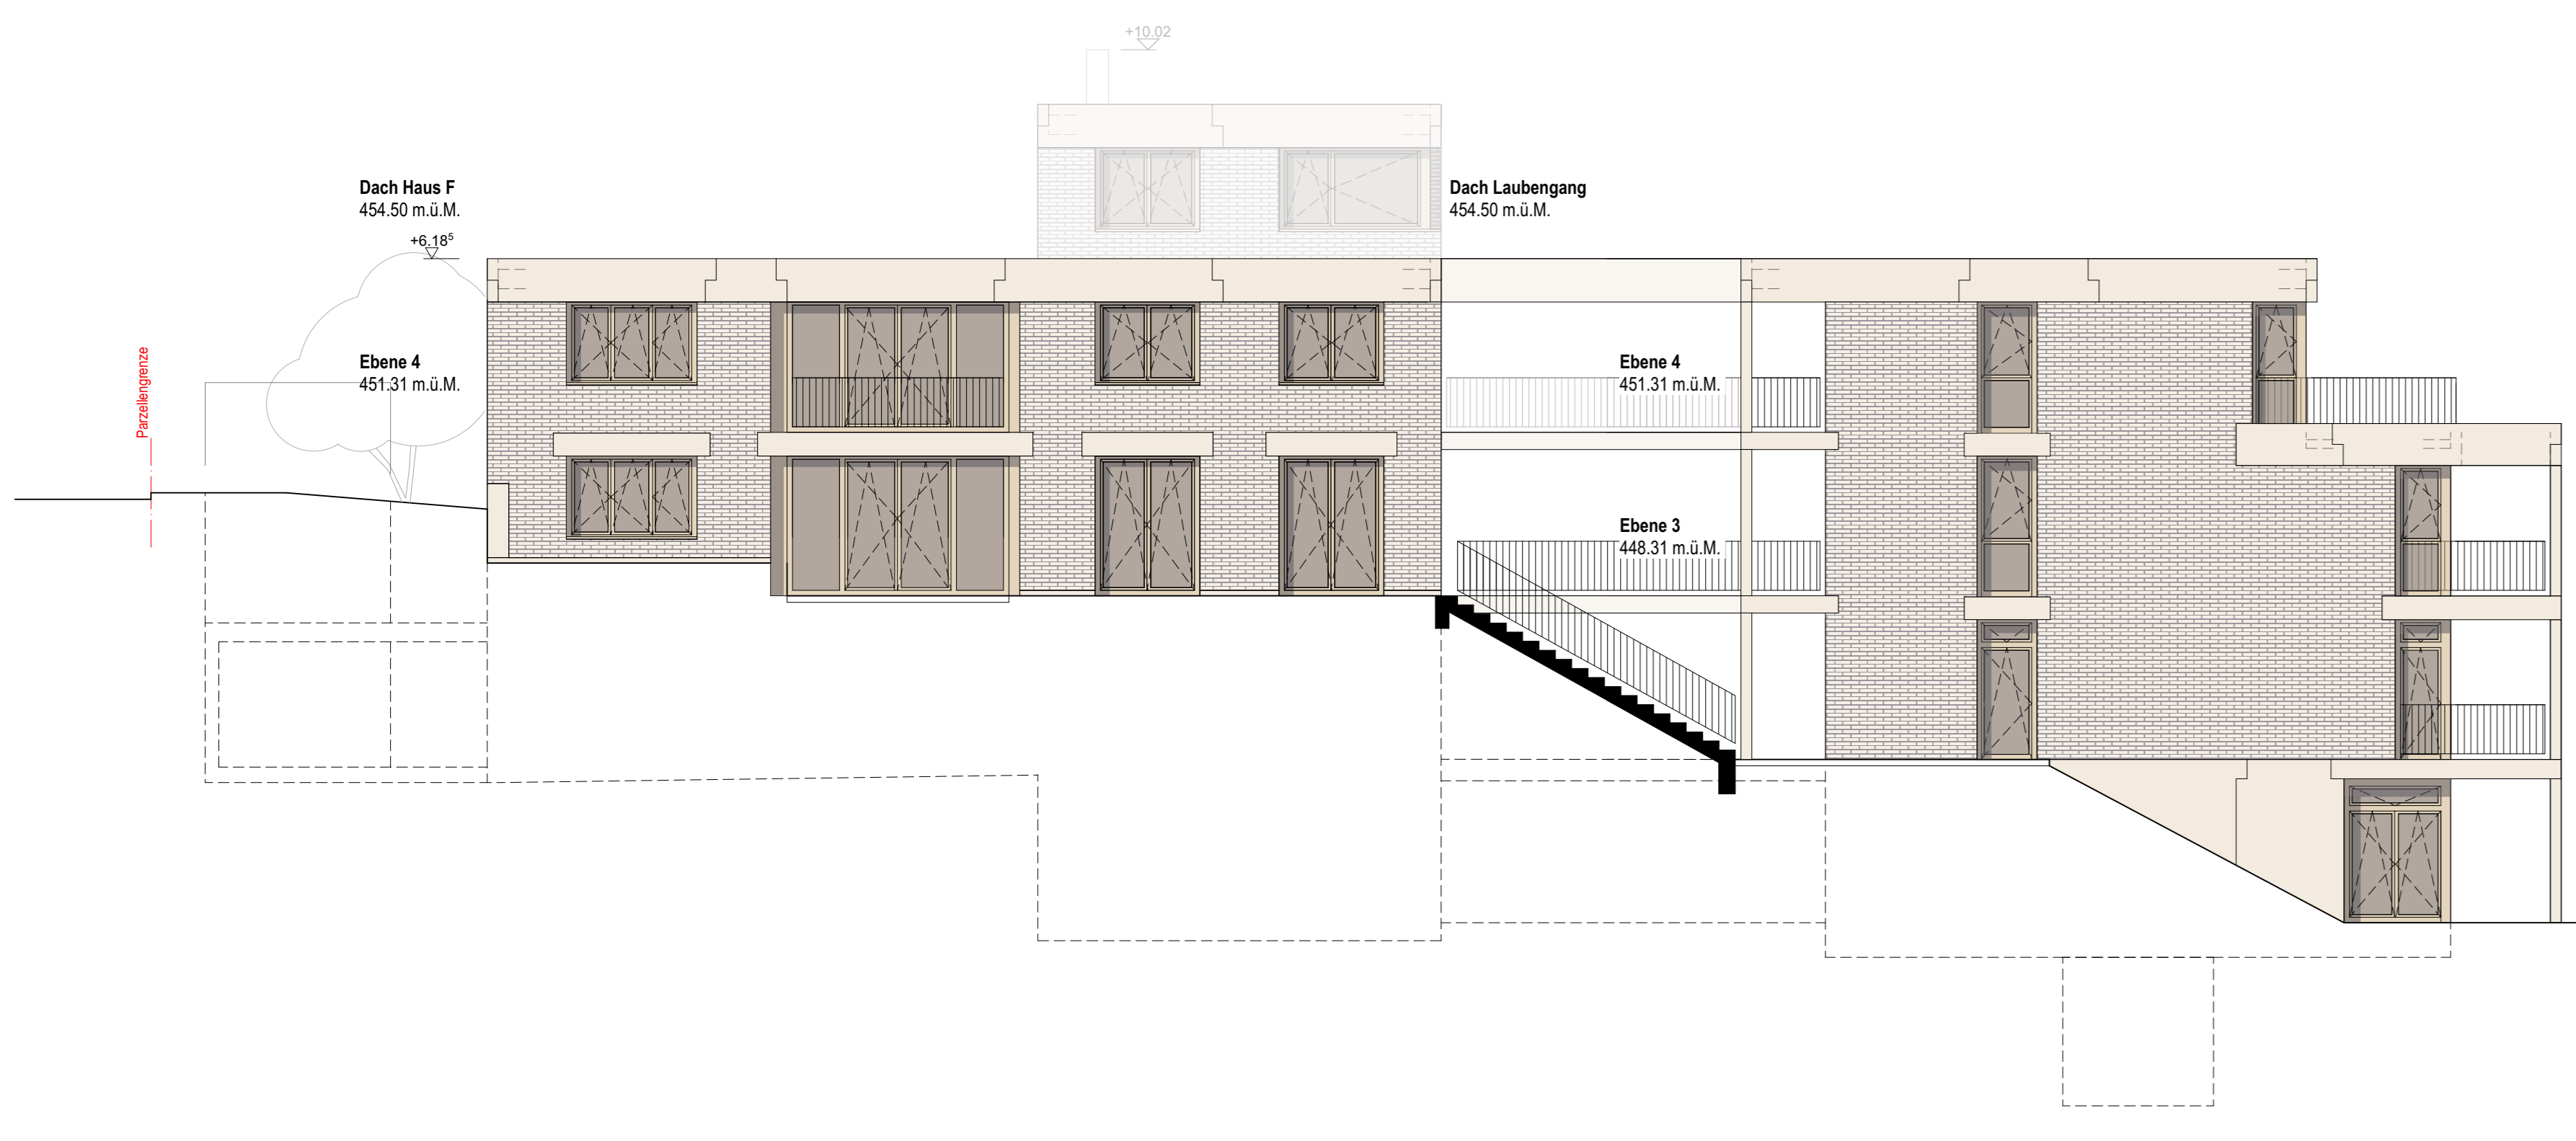 +10.02
Dach Haus F
454.50 m.ü.M.
+6.18⁵
Dach Laubengang
454.50 m.ü.M.
Parzellengrenze
Ebene 4
451.31 m.ü.M.
Ebene 4
451.31 m.ü.M.
Ebene 3
448.31 m.ü.M.